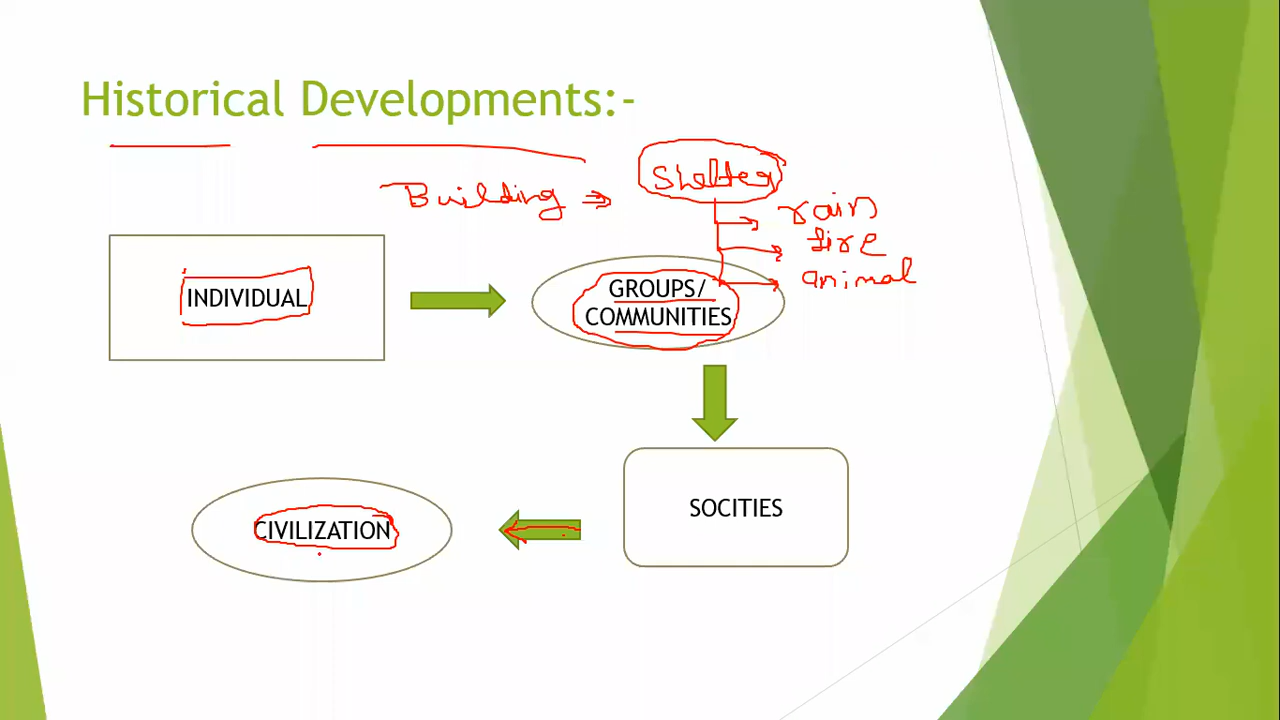 Historical Developments:-
Building ⇒ Shelter
rain
fire
animal
INDIVIDUAL
GROUPS/
COMMUNITIES
SOCITIES
CIVILIZATION